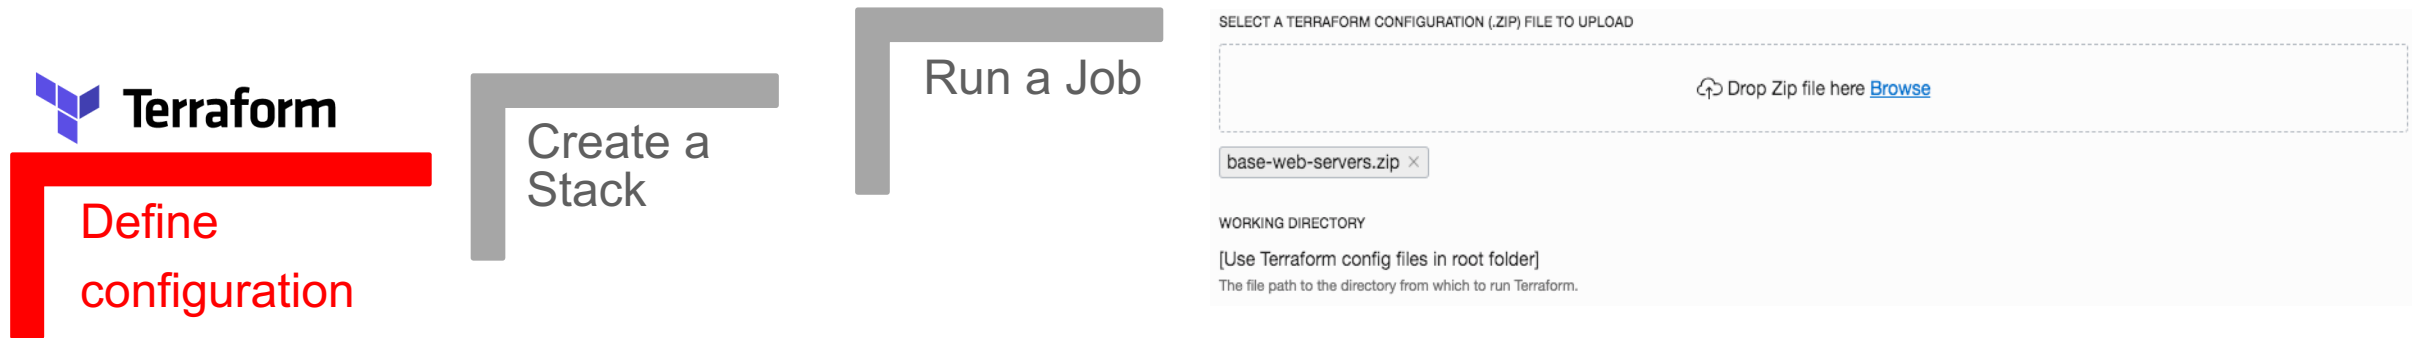 Terraform
Define
configuration
Create a
Stack
Run a Job
SELECT A TERRAFORM CONFIGURATION (.ZIP) FILE TO UPLOAD
Drop Zip file here Browse
base-web-servers.zip ×
WORKING DIRECTORY
[Use Terraform config files in root folder]
The file path to the directory from which to run Terraform.